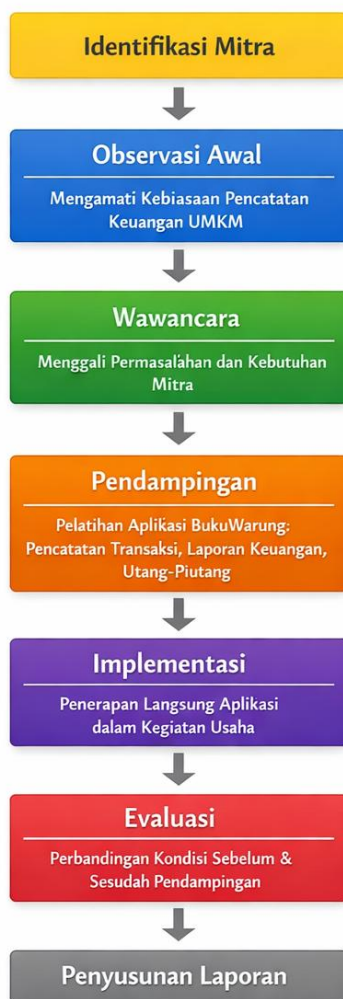 Identifikasi Mitra
Observasi Awal
Mengamati Kebiasaan Pencatatan
Keuangan UMKM
Wawancara
Menggali Permasalahan dan Kebutuhan
Mitra
Pendampingan
Pelatihan Aplikasi BukuWarung:
Pencatatan Transaksi, Laporan Keuangan,
Utang-Piutang
Implementasi
Penerapan Langsung Aplikasi
dalam Kegiatan Usaha
Evaluasi
Perbandingan Kondisi Sebelum &
Sesudah Pendampingan
Penyusunan Laporan